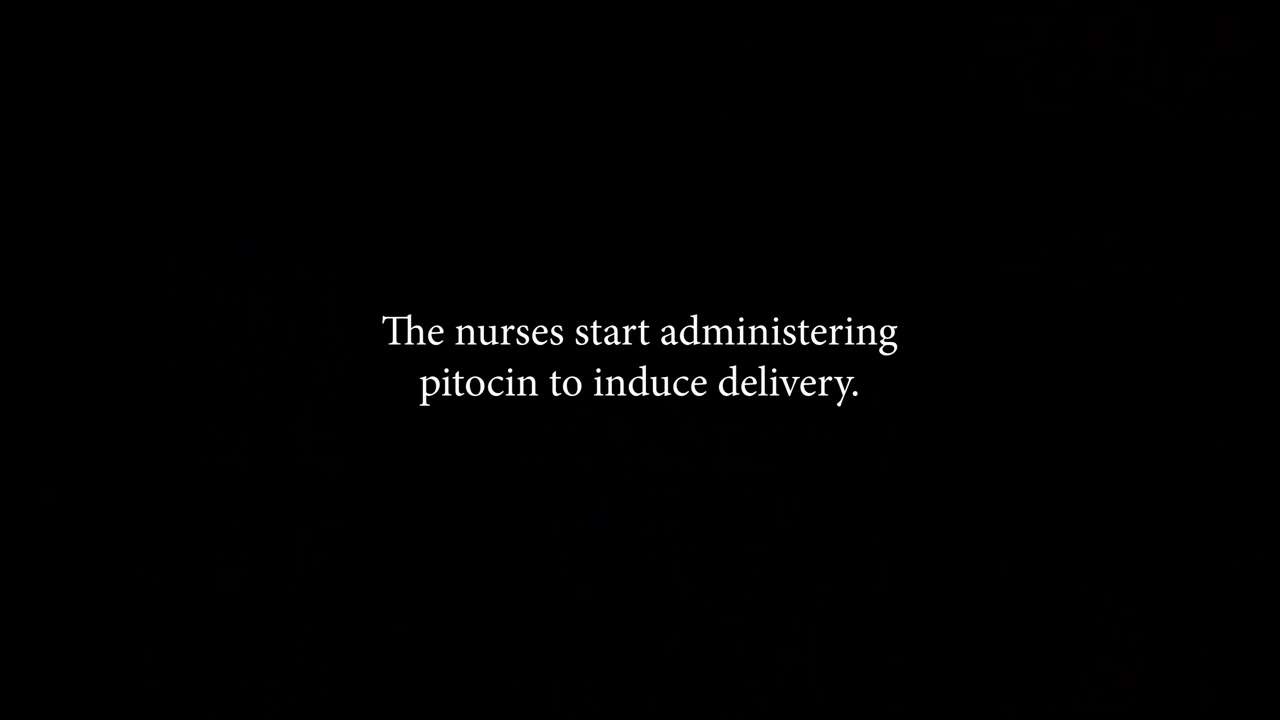 The nurses start administering
pitocin to induce delivery.